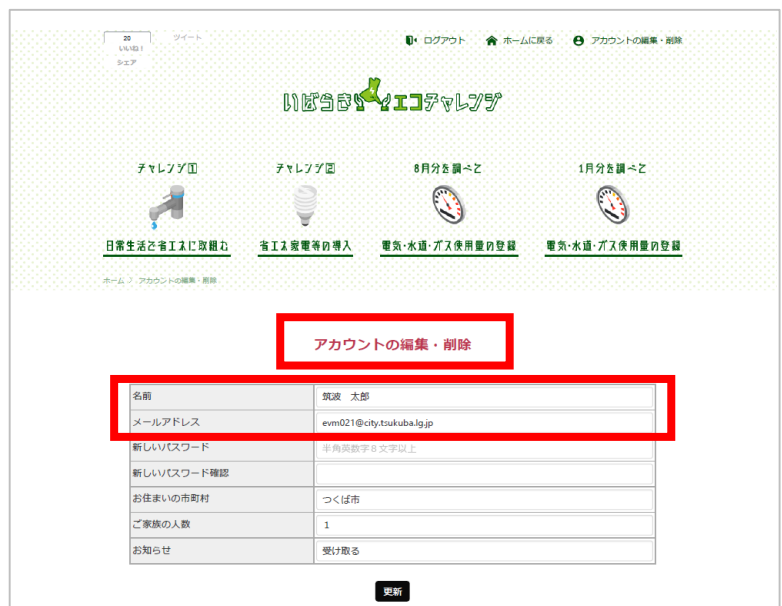 20 ツイート
いいね！
シェア
ログアウト ホームに戻る アカウントの編集・削除
いばらきエコチャレンジ
チャレンジ1 チャレンジ2 8月分を調べて 1月分を調べて
日常生活で省エネに取組む 省エネ家電等の導入 電気・水道・ガス使用量の登録 電気・水道・ガス使用量の登録
ホーム 〉 アカウントの編集・削除
アカウントの編集・削除
名前 筑波 太郎
メールアドレス evm021@city.tsukuba.lg.jp
新しいパスワード 半角英数字8文字以上
新しいパスワード確認
お住まいの市町村 つくば市
ご家族の人数 1
お知らせ 受け取る
更新